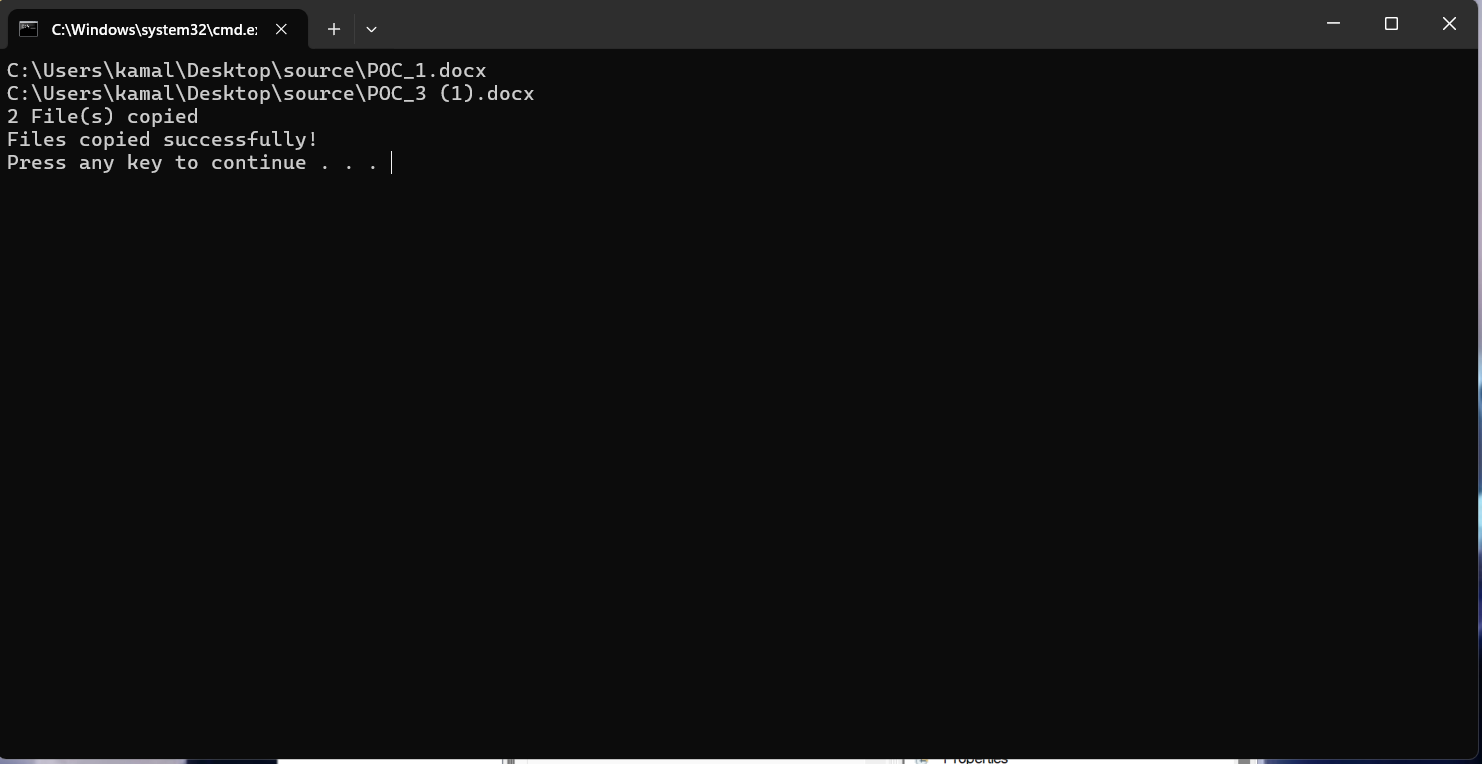 C:\Windows\system32\cmd.e
C:\Users\kamal\Desktop\source\POC_1.docx
C:\Users\kamal\Desktop\source\POC_3 (1).docx
2 File(s) copied
Files copied successfully!
Press any key to continue . . .
Properties